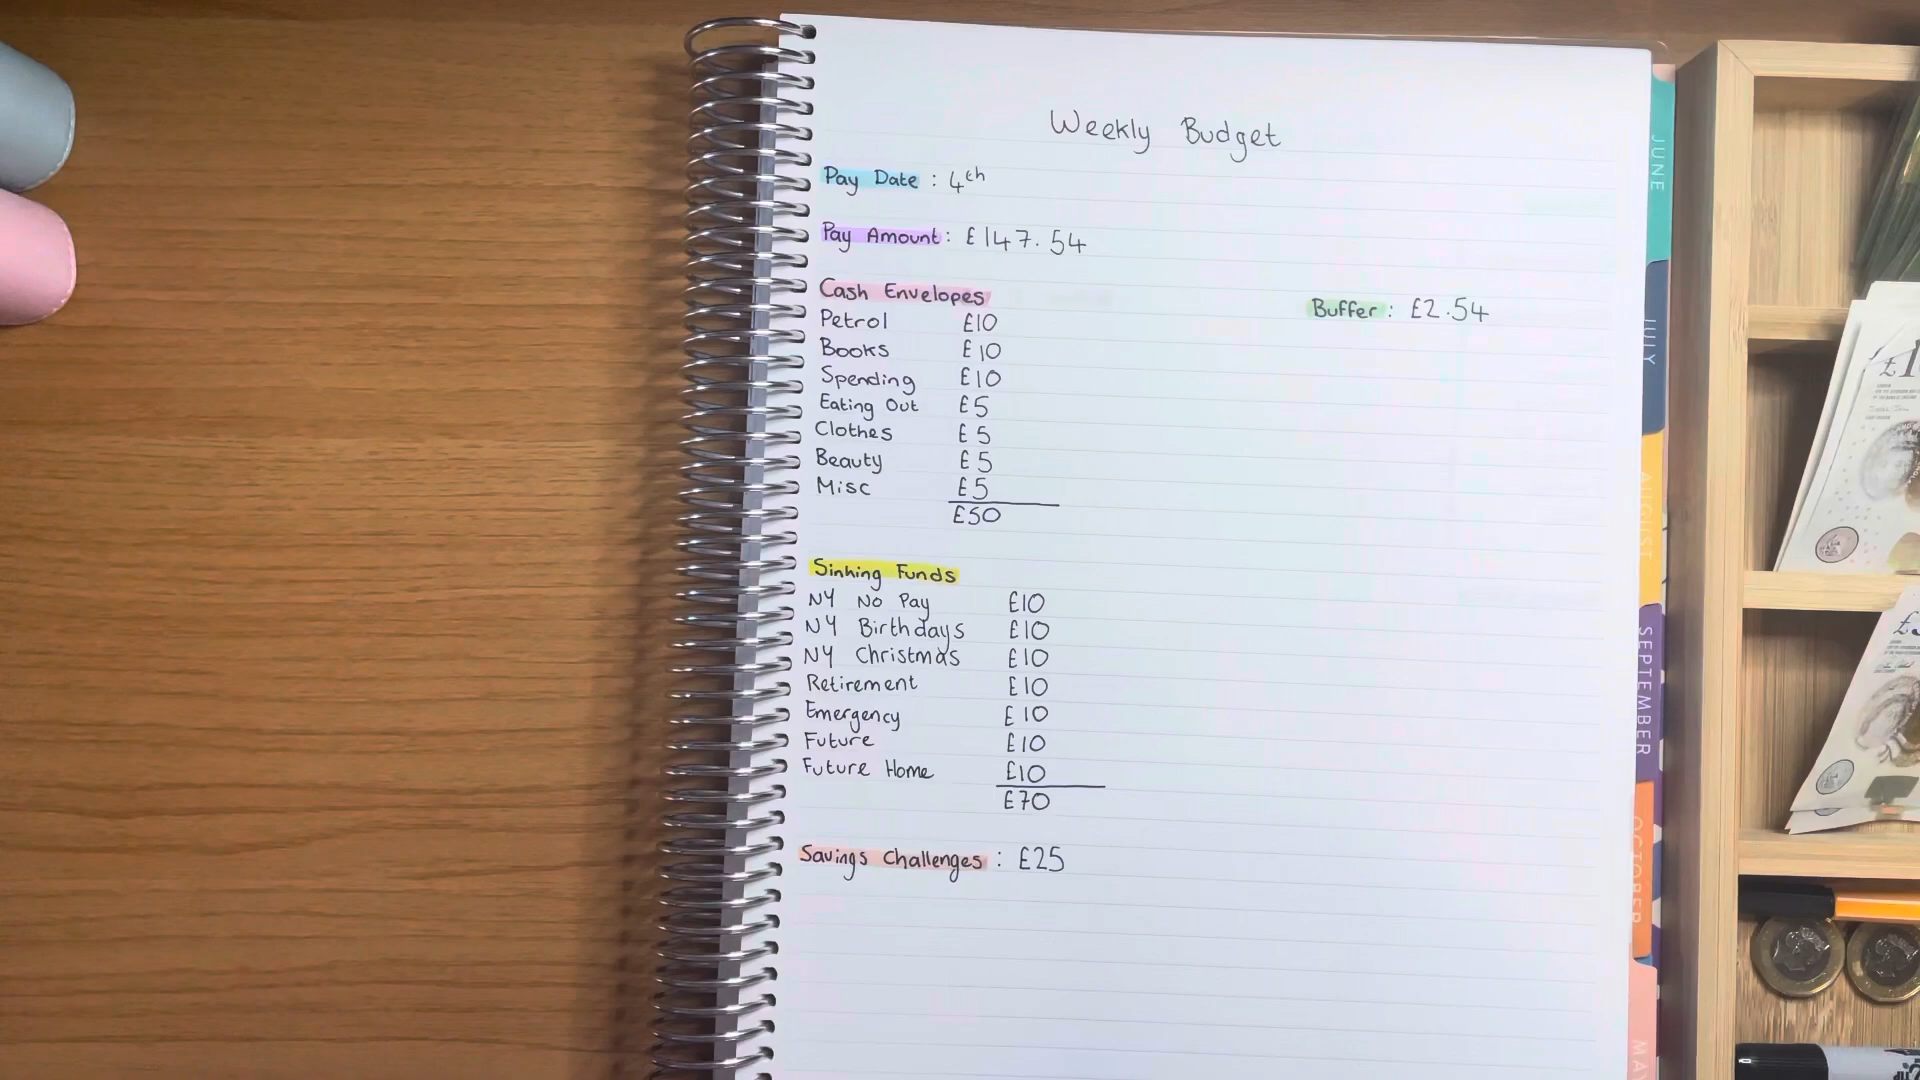 Weekly Budget
Pay Date : 4th
Pay Amount : £147.54
Cash Envelopes
Petrol £10
Books £10
Spending £10
Eating Out £5
Clothes £5
Beauty £5
Misc £5
£50
Buffer : £2.54
Sinking Funds
NY No Pay £10
NY Birthdays £10
NY Christmas £10
Retirement £10
Emergency £10
Future £10
Future Home £10
£70
Savings Challenges : £25
JUNE
JULY
AUGUST
SEPTEMBER
OCTOBER
MAY